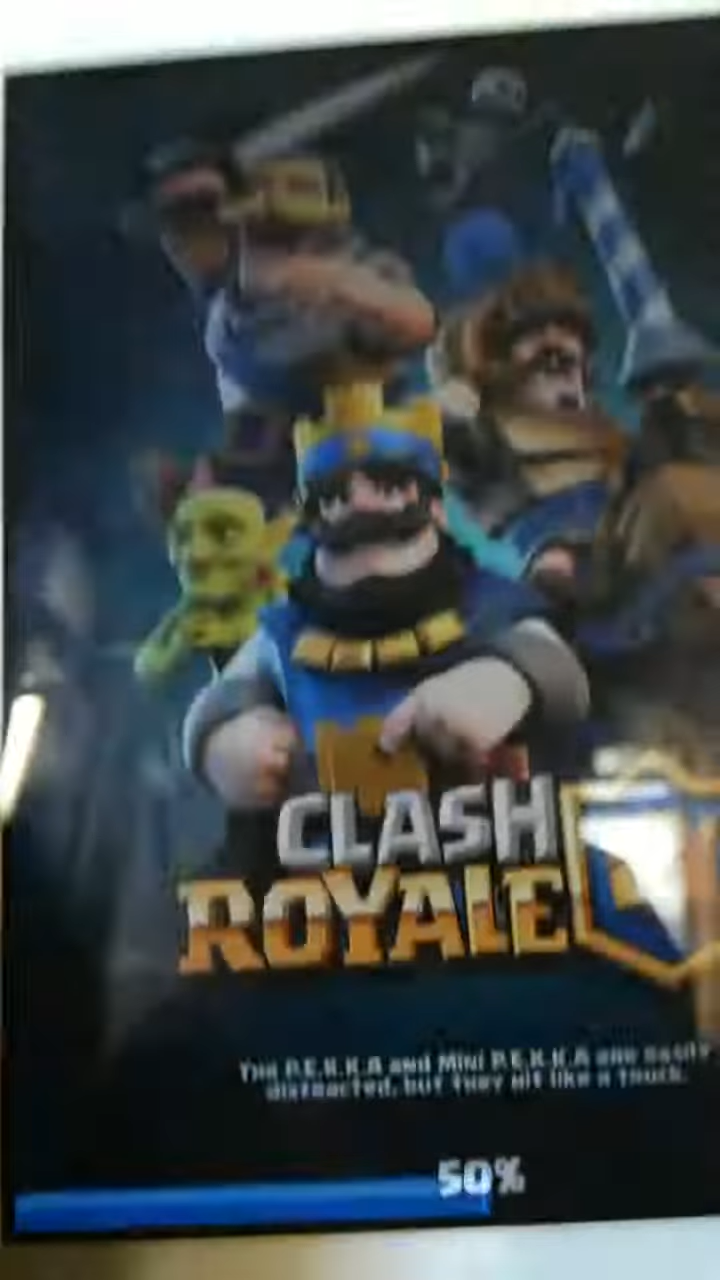 CLASH
ROYALE
The P.E.K.K.A and Mini P.E.K.K.A are easily
distracted, but they hit like a truck.
50%